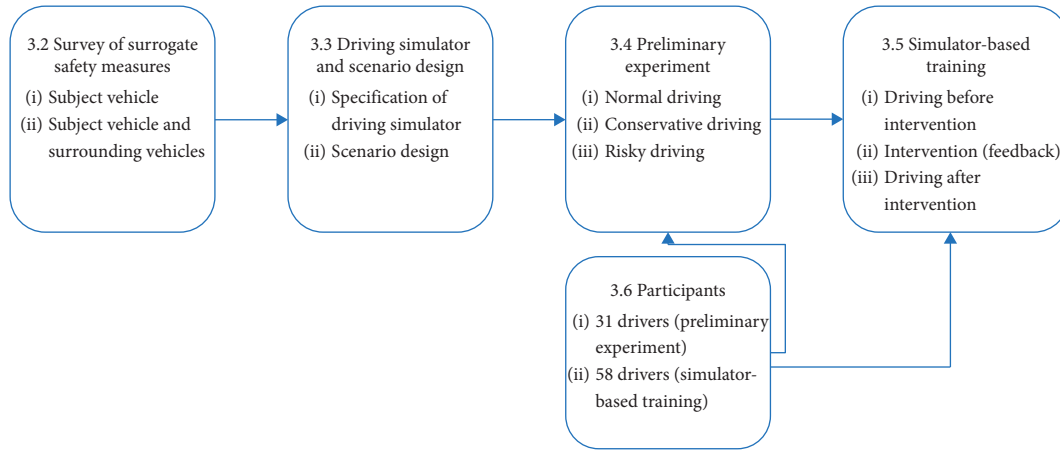 3.2 Survey of surrogate
safety measures
(i) Subject vehicle
(ii) Subject vehicle and
surrounding vehicles
3.3 Driving simulator
and scenario design
(i) Specification of
driving simulator
(ii) Scenario design
3.4 Preliminary
experiment
(i) Normal driving
(ii) Conservative driving
(iii) Risky driving
3.5 Simulator-based
training
(i) Driving before
intervention
(ii) Intervention (feedback)
(iii) Driving after
intervention
3.6 Participants
(i) 31 drivers (preliminary
experiment)
(ii) 58 drivers (simulator-
based training)